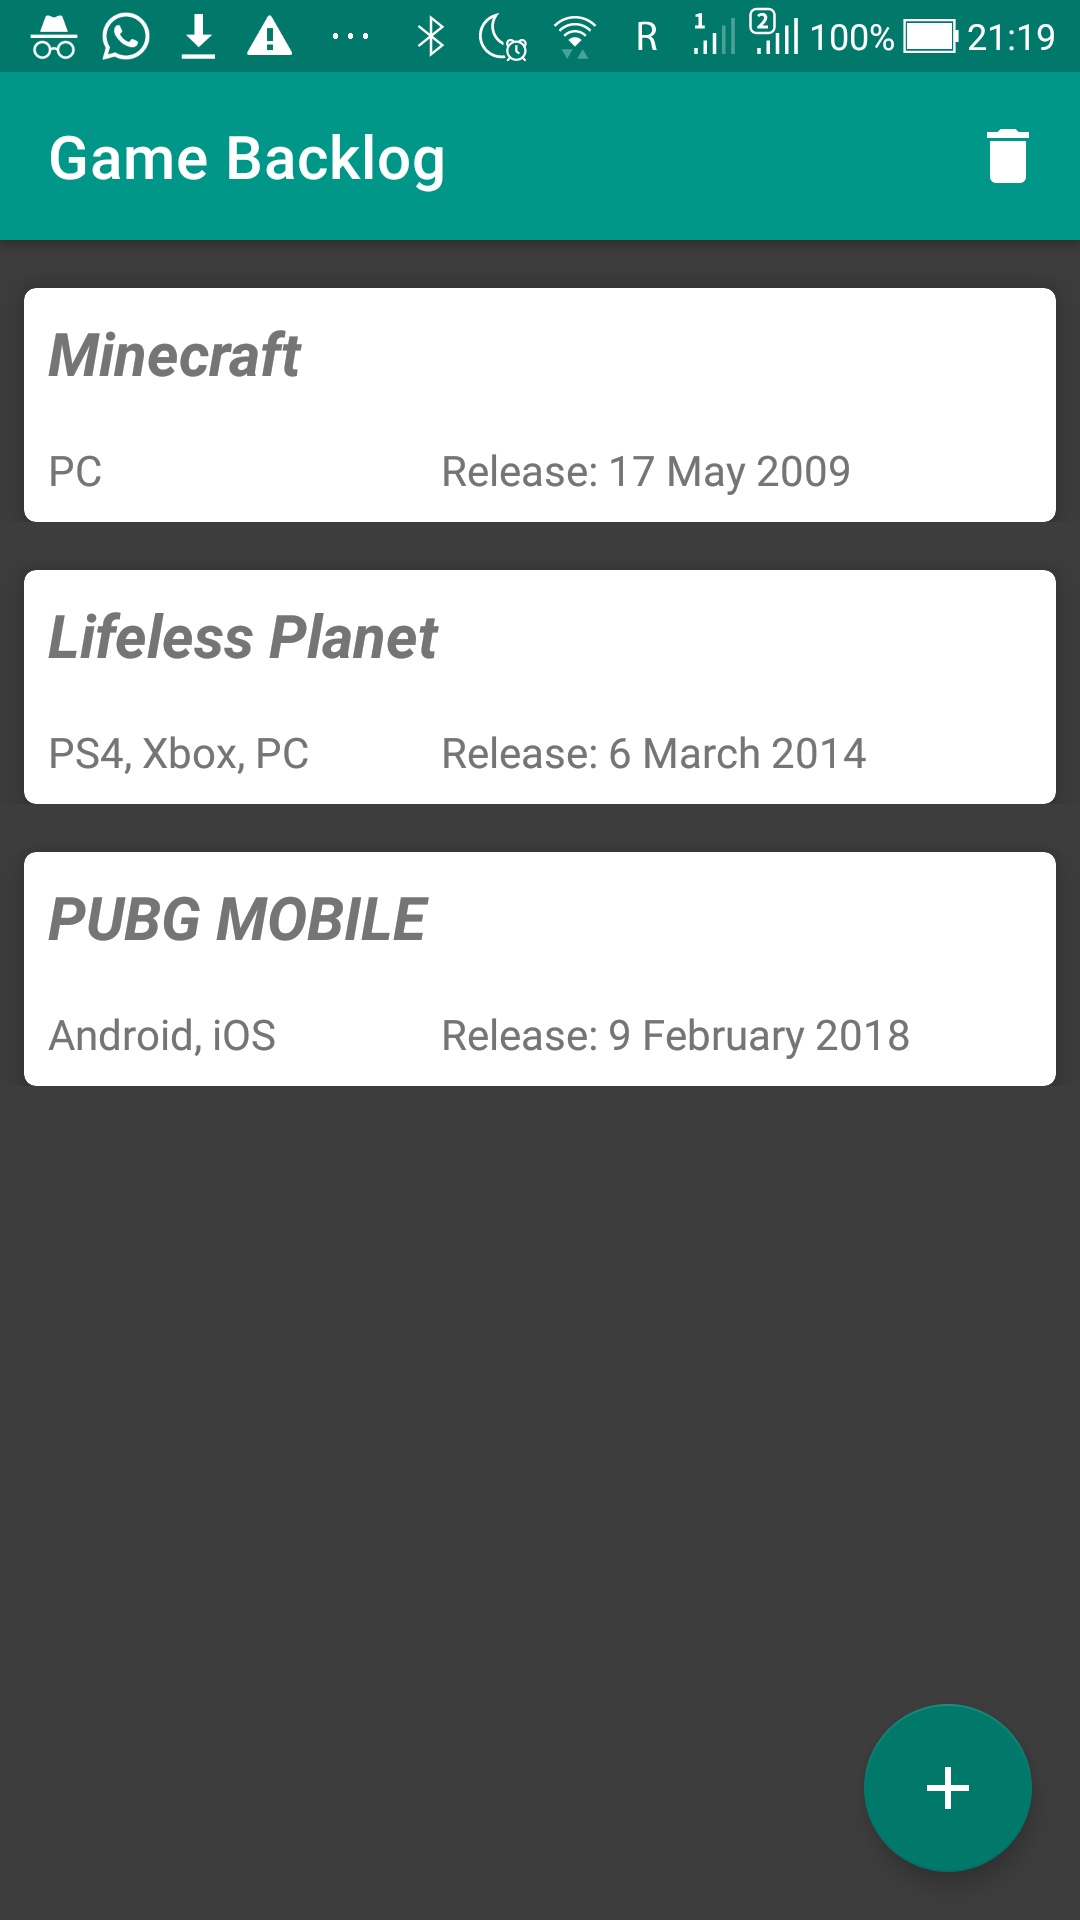 R 1 2 100% 21:19
Game Backlog
Minecraft
PC Release: 17 May 2009
Lifeless Planet
PS4, Xbox, PC Release: 6 March 2014
PUBG MOBILE
Android, iOS Release: 9 February 2018